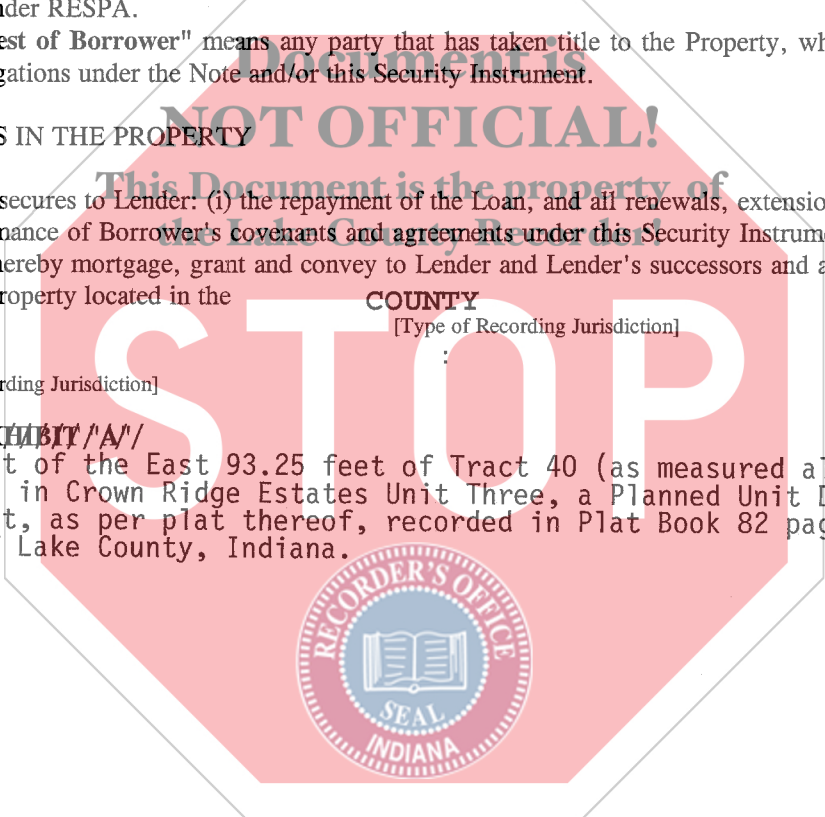 nder RESPA.
est of Borrower" means any party that has taken title to the Property, wh
gations under the Note and/or this Security Instrument.
Document is
NOT OFFICIAL!
S IN THE PROPERTY
This Document is the property of
the Lake County Recorder!
secures to Lender: (i) the repayment of the Loan, and all renewals, extensio
nance of Borrower's covenants and agreements under this Security Instrume
hereby mortgage, grant and convey to Lender and Lender's successors and a
roperty located in the COUNTY
[Type of Recording Jurisdiction]
:
rding Jurisdiction]
STOP
HIBIT "A"
t of the East 93.25 feet of Tract 40 (as measured al
in Crown Ridge Estates Unit Three, a Planned Unit D
t, as per plat thereof, recorded in Plat Book 82 pag
Lake County, Indiana.
RECORDER'S OFFICE
SEAL
INDIANA